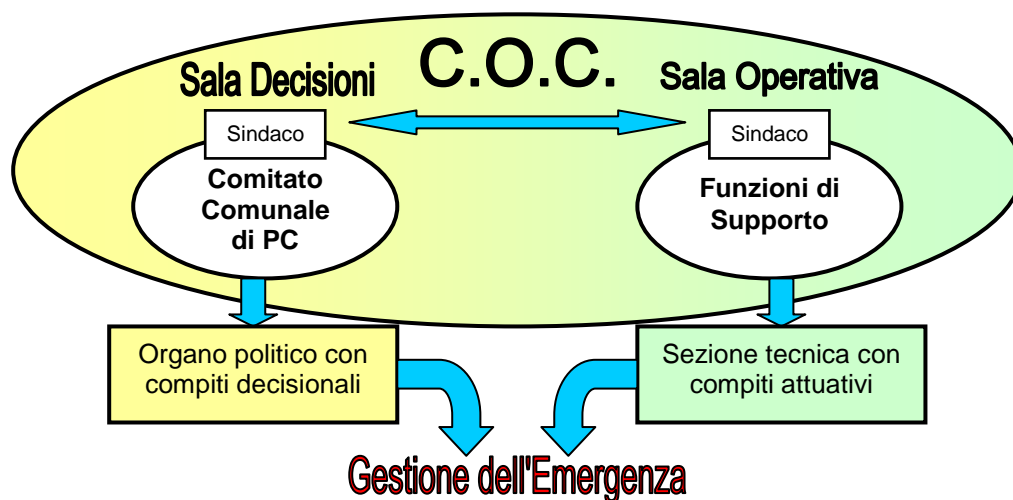 C.O.C.
Sala Decisioni
Sala Operativa
Sindaco
Sindaco
Comitato
Comunale
di PC
Funzioni di
Supporto
Organo politico con
compiti decisionali
Sezione tecnica con
compiti attuativi
Gestione dell'Emergenza